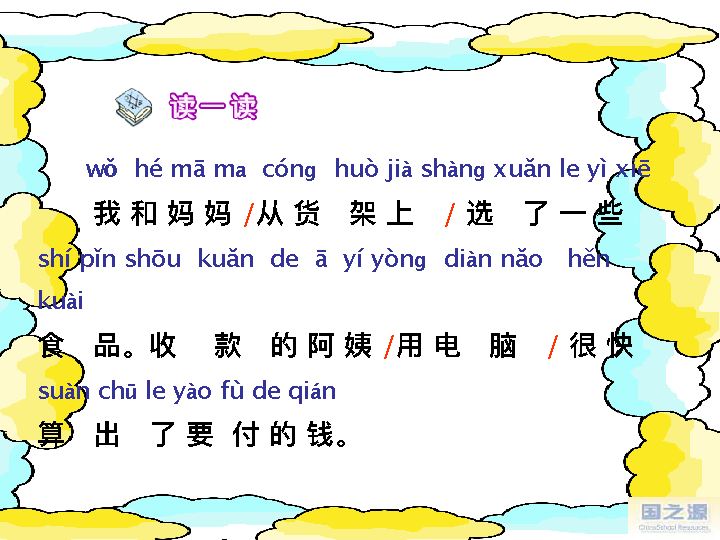 读一读
wǒ hé mā ma cóng huò jià shàng xuǎn le yì xiē
我和妈妈/从货架上/选了一些
shí pǐn shōu kuǎn de ā yí yòng diàn nǎo hěn
kuài
食品。收款的阿姨/用电脑/很快
suàn chū le yào fù de qián
算出了要付的钱。
国之源
ChinaSchool Resources